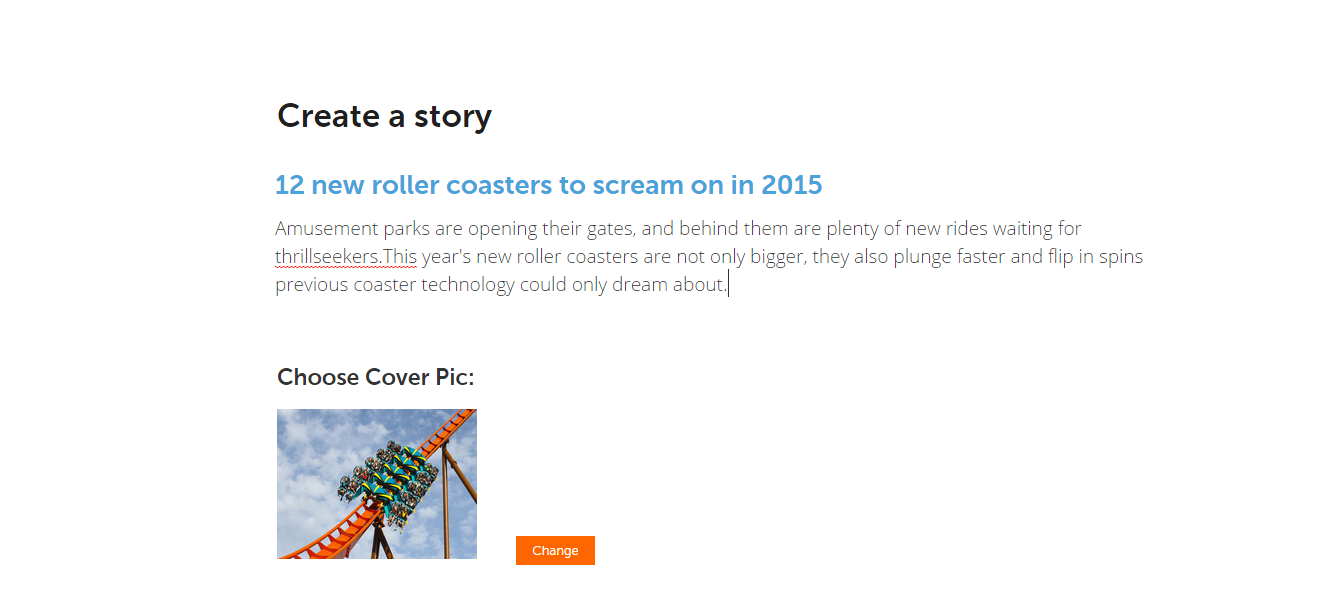 Create a story
12 new roller coasters to scream on in 2015
Amusement parks are opening their gates, and behind them are plenty of new rides waiting for
thrillseekers.This year's new roller coasters are not only bigger, they also plunge faster and flip in spins
previous coaster technology could only dream about.
Choose Cover Pic:
Change